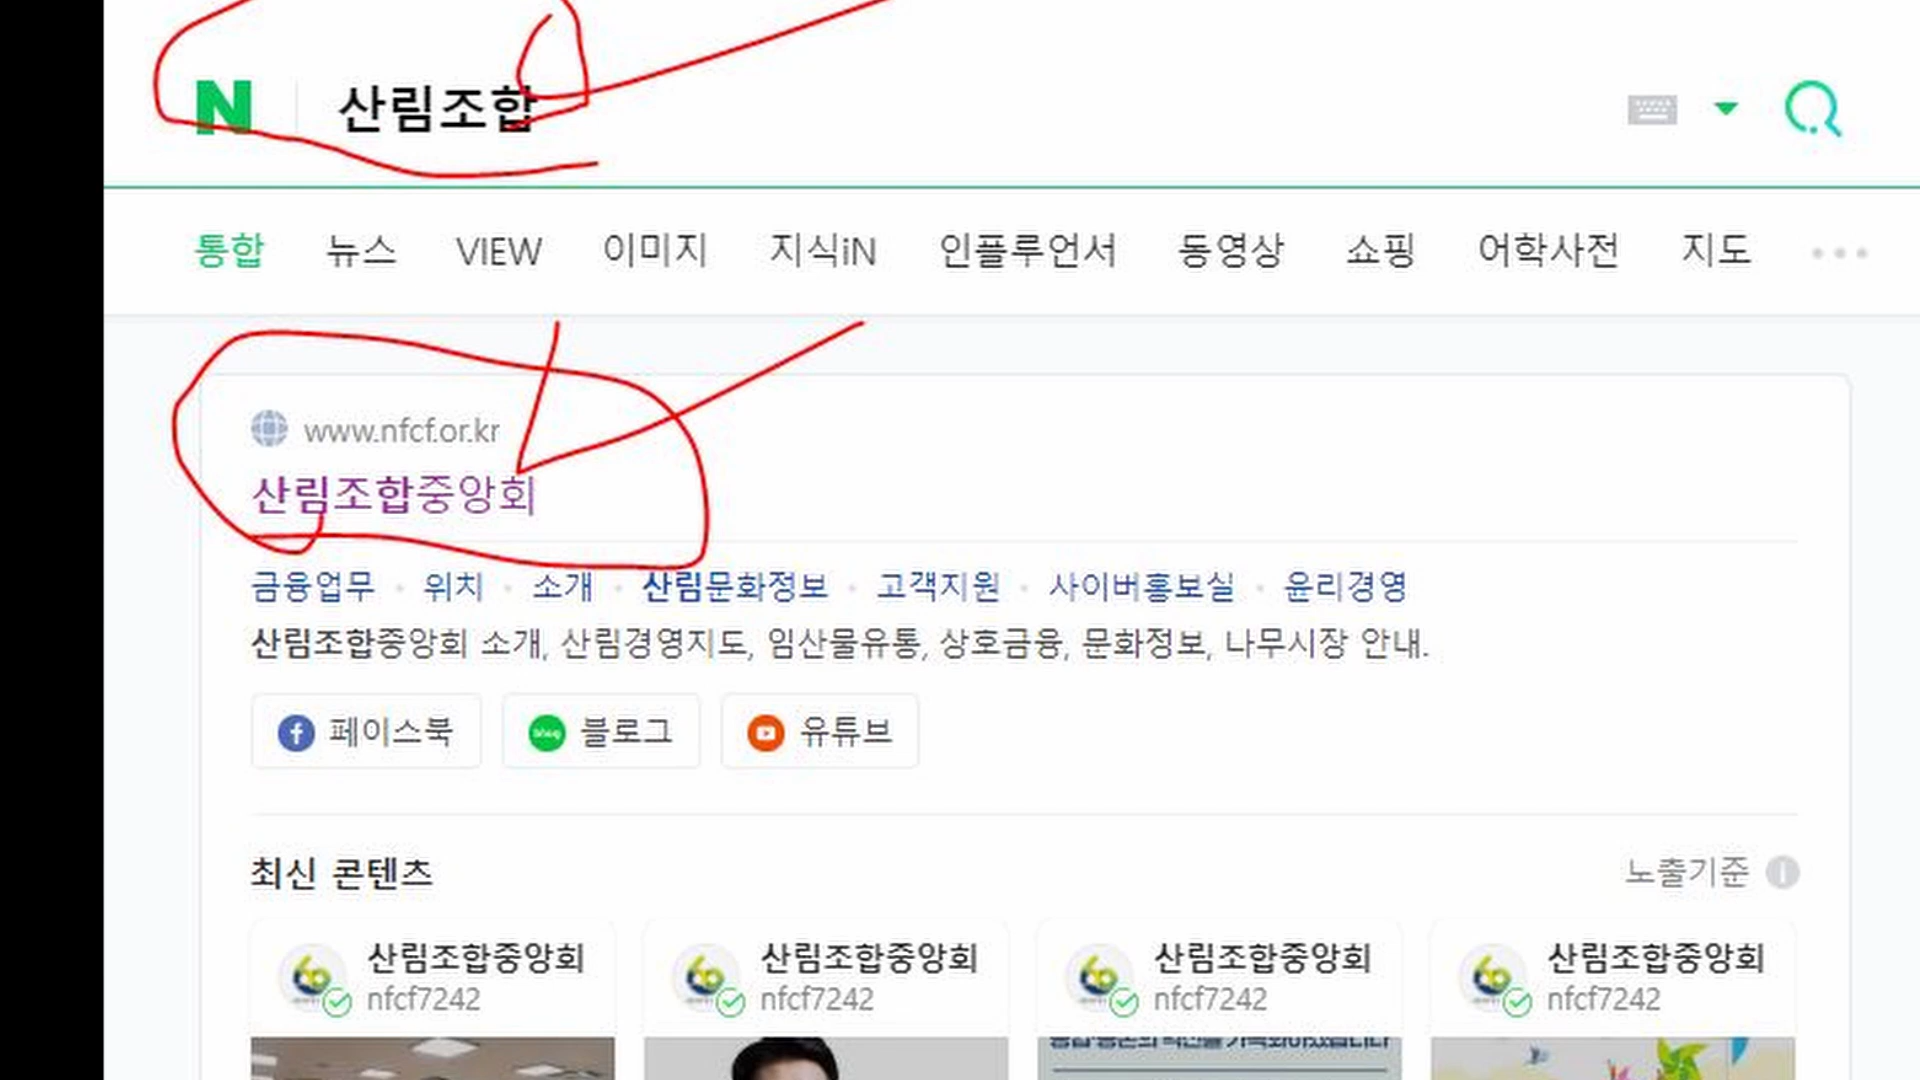 N 산림조합
통합 뉴스 VIEW 이미지 지식iN 인플루언서 동영상 쇼핑 어학사전 지도
www.nfcf.or.kr
산림조합중앙회
금융업무 · 위치 · 소개 · 산림문화정보 · 고객지원 · 사이버홍보실 · 윤리경영
산림조합중앙회 소개, 산림경영지도, 임산물유통, 상호금융, 문화정보, 나무시장 안내.
페이스북 블로그 유튜브
최신 콘텐츠 노출기준
산림조합중앙회 산림조합중앙회 산림조합중앙회 산림조합중앙회
nfcf7242 nfcf7242 nfcf7242 nfcf7242